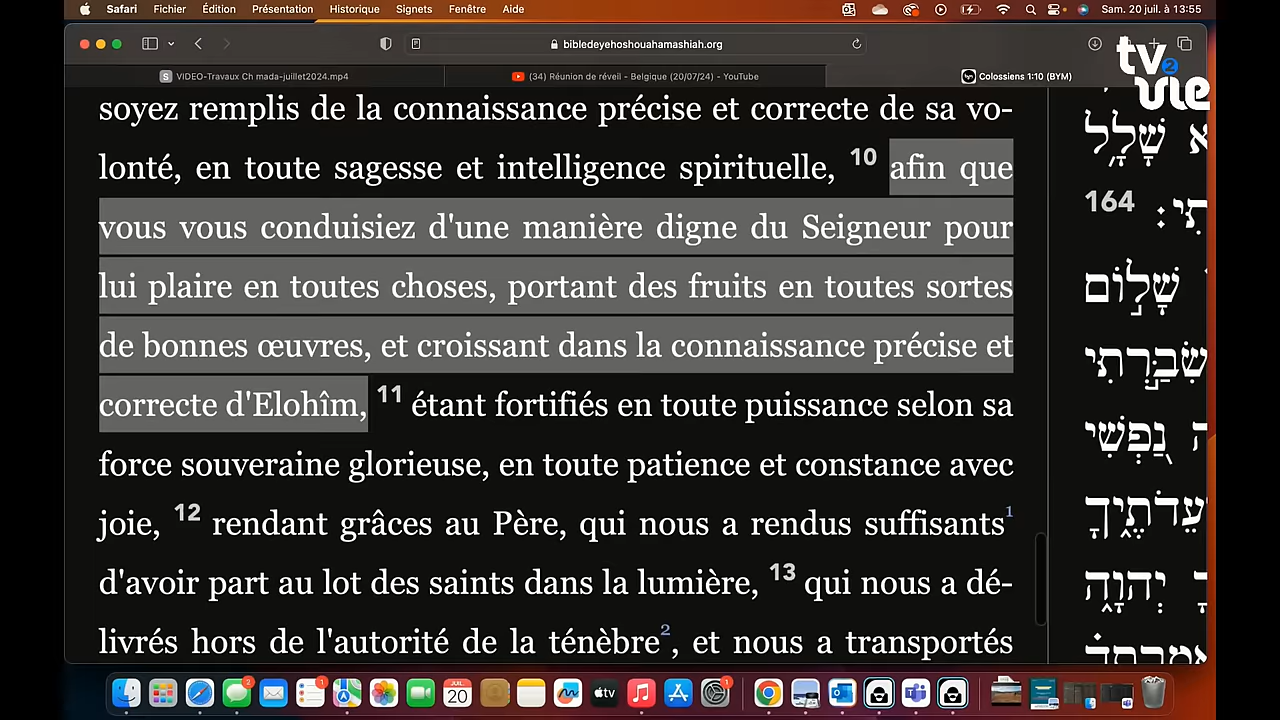 Safari Fichier Édition Présentation Historique Signets Fenêtre Aide
Sam. 20 juil. à 13:55
bibledeyehoshouahamashiah.org
ViDEO-Travaux Ch mada-juillet2024.mp4
(34) Réunion de réveil - Belgique (20/07/24) - YouTube
Colossiens 1:10 (BYM)
tv2vie
soyez remplis de la connaissance précise et correcte de sa vo-
lonté, en toute sagesse et intelligence spirituelle, 10 afin que
vous vous conduisiez d'une manière digne du Seigneur pour
lui plaire en toutes choses, portant des fruits en toutes sortes
de bonnes œuvres, et croissant dans la connaissance précise et
correcte d'Elohîm, 11 étant fortifiés en toute puissance selon sa
force souveraine glorieuse, en toute patience et constance avec
joie, 12 rendant grâces au Père, qui nous a rendus suffisants1
d'avoir part au lot des saints dans la lumière, 13 qui nous a dé-
livrés hors de l'autorité de la ténèbre2, et nous a transportés
שָׁלָ֥ל
164
שָׁל֣וֹם
שִׂבַּ֣רְתִּי
נַ֭פְשִׁי
עֵדֹתֶ֑יךָ
יְהוָ֑ה
2
1
JUIL.
20
tv
1